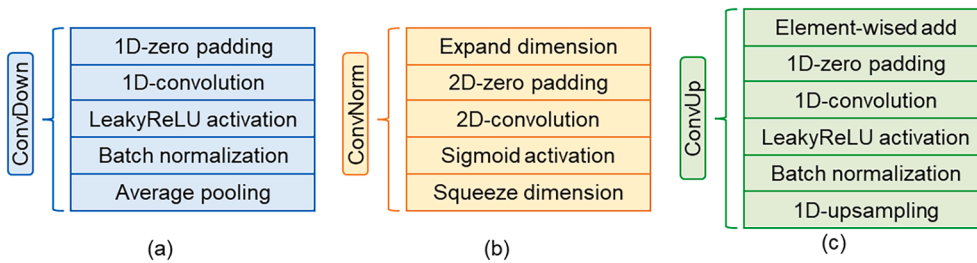 ConvDown
1D-zero padding
1D-convolution
LeakyReLU activation
Batch normalization
Average pooling
(a)
ConvNorm
Expand dimension
2D-zero padding
2D-convolution
Sigmoid activation
Squeeze dimension
(b)
ConvUp
Element-wised add
1D-zero padding
1D-convolution
LeakyReLU activation
Batch normalization
1D-upsampling
(c)